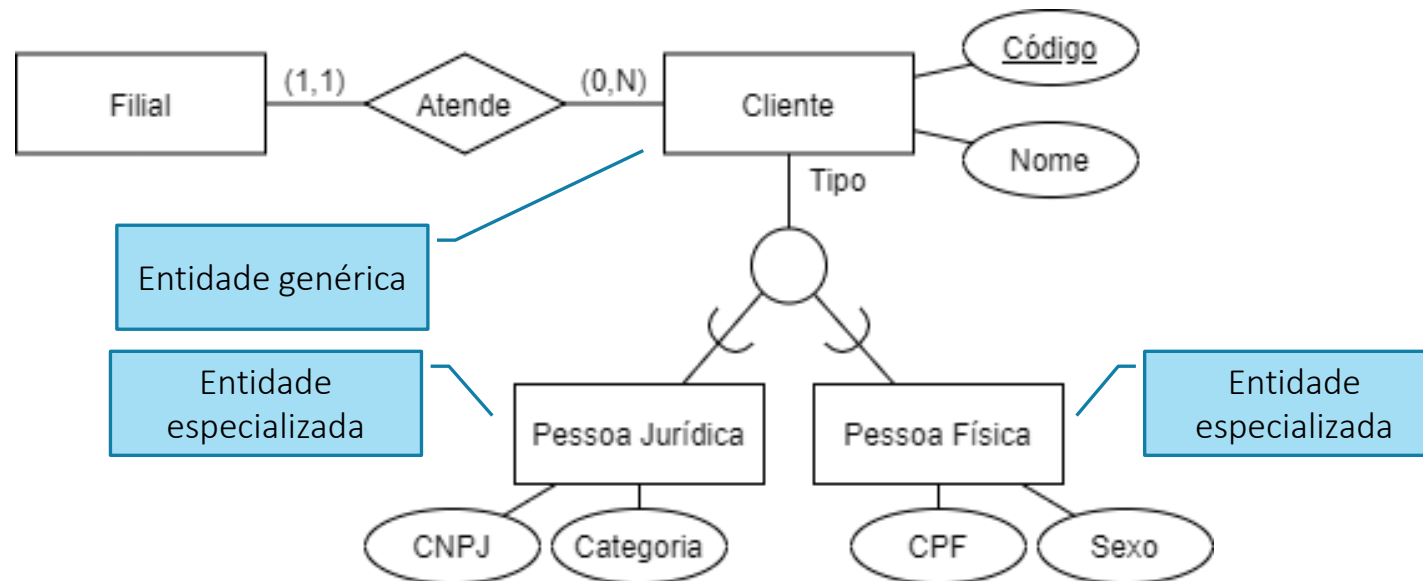 Código
Filial
(1,1)
Atende
(0,N)
Cliente
Nome
Tipo
Entidade genérica
Entidade
especializada
Pessoa Jurídica
Pessoa Física
Entidade
especializada
CNPJ
Categoria
CPF
Sexo